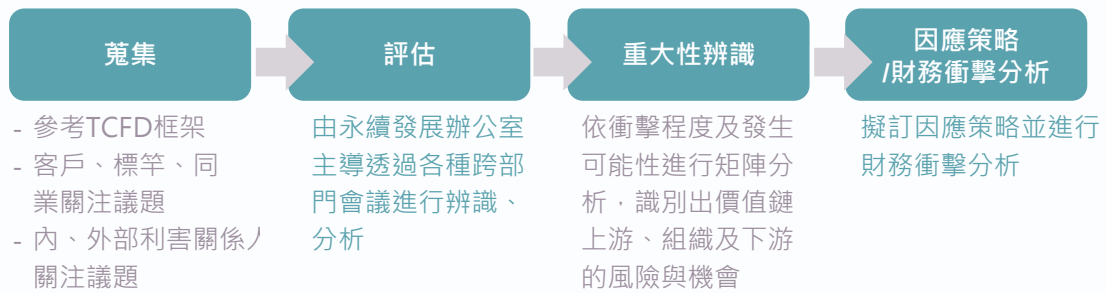 蒐集
評估
重大性辨識
因應策略
/財務衝擊分析
- 參考TCFD框架
- 客戶、標竿、同
業關注議題
- 內、外部利害關係人
關注議題
由永續發展辦公室
主導透過各種跨部
門會議進行辨識、
分析
依衝擊程度及發生
可能性進行矩陣分
析，識別出價值鏈
上游、組織及下游
的風險與機會
擬訂因應策略並進行
財務衝擊分析